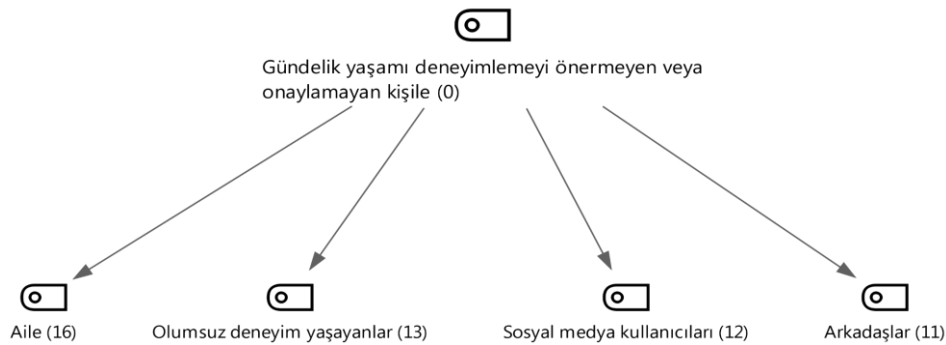 Gündelik yaşamı deneyimlemeyi önermeyen veya
onaylamayan kişile (0)
Aile (16)
Olumsuz deneyim yaşayanlar (13)
Sosyal medya kullanıcıları (12)
Arkadaşlar (11)